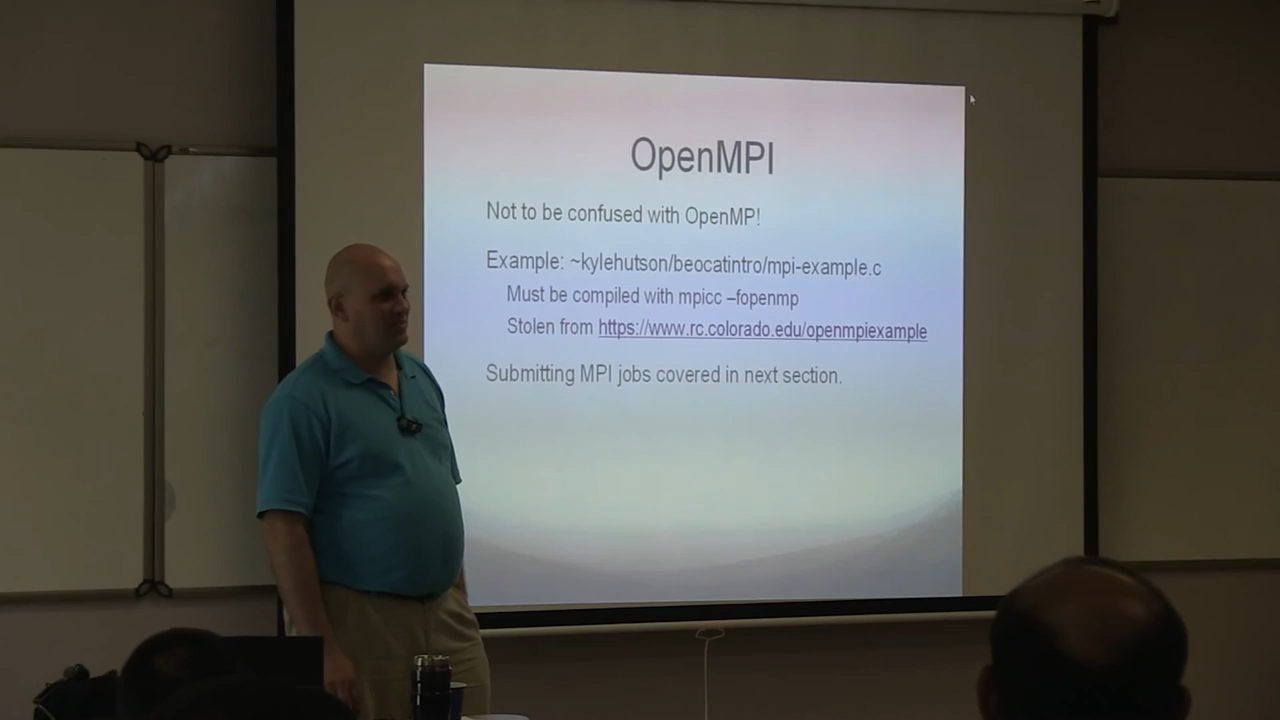 OpenMPI
Not to be confused with OpenMP!
Example: ~kylehutson/beocatintro/mpi-example.c
Must be compiled with mpicc –fopenmp
Stolen from https://www.rc.colorado.edu/openmpiexample
Submitting MPI jobs covered in next section.